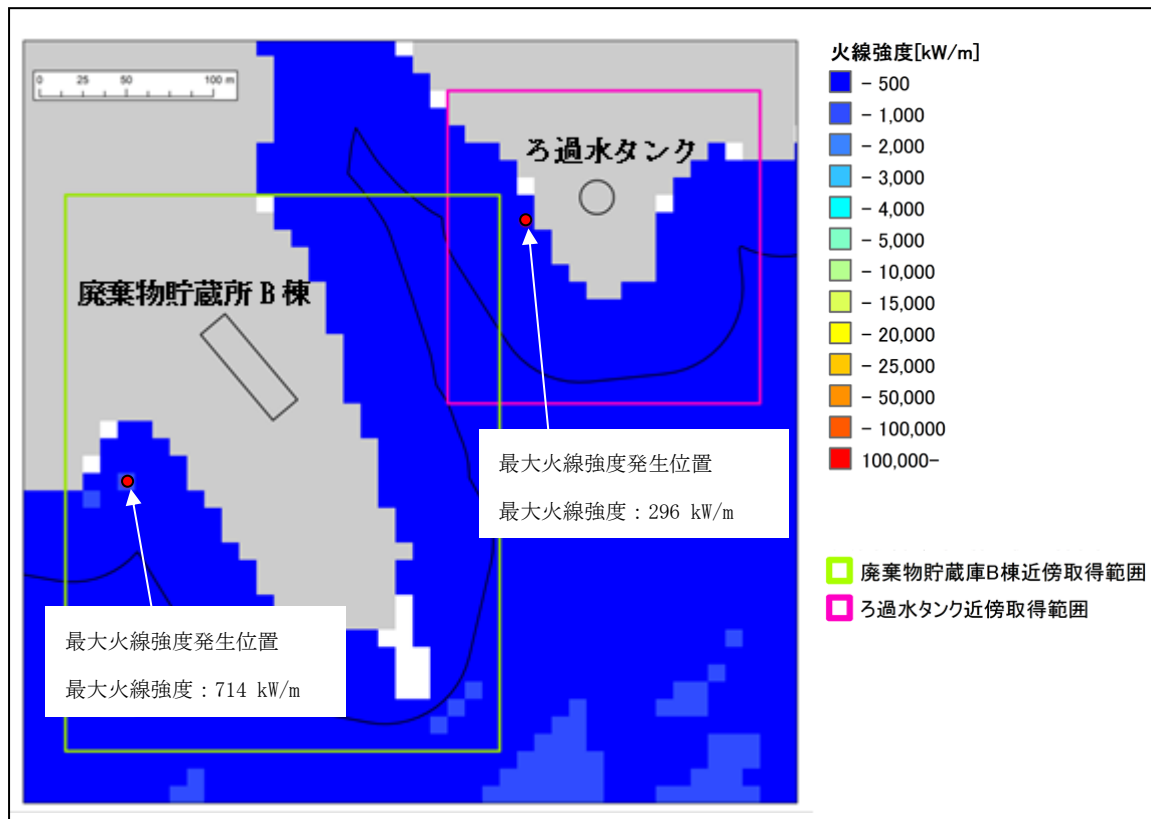 0 25 50 100 m
ろ過水タンク
廃棄物貯蔵所B棟
最大火線強度発生位置
最大火線強度：296 kW/m
最大火線強度発生位置
最大火線強度：714 kW/m
火線強度[kW/m]
- 500
- 1,000
- 2,000
- 3,000
- 4,000
- 5,000
- 10,000
- 15,000
- 20,000
- 25,000
- 50,000
- 100,000
100,000-
廃棄物貯蔵庫B棟近傍取得範囲
ろ過水タンク近傍取得範囲